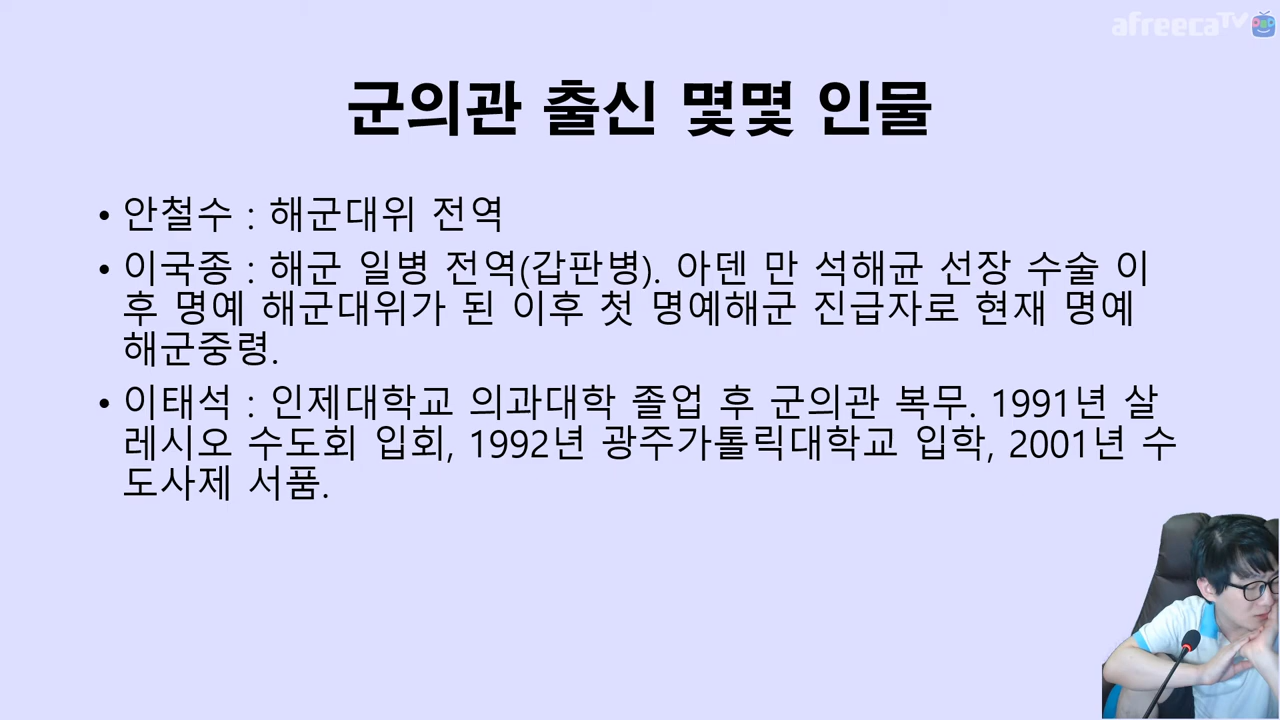 afreecaTV
군의관 출신 몇몇 인물
• 안철수 : 해군대위 전역
• 이국종 : 해군 일병 전역(갑판병). 아덴 만 석해균 선장 수술 이
후 명예 해군대위가 된 이후 첫 명예해군 진급자로 현재 명예
해군중령.
• 이태석 : 인제대학교 의과대학 졸업 후 군의관 복무. 1991년 살
레시오 수도회 입회, 1992년 광주가톨릭대학교 입학, 2001년 수
도사제 서품.